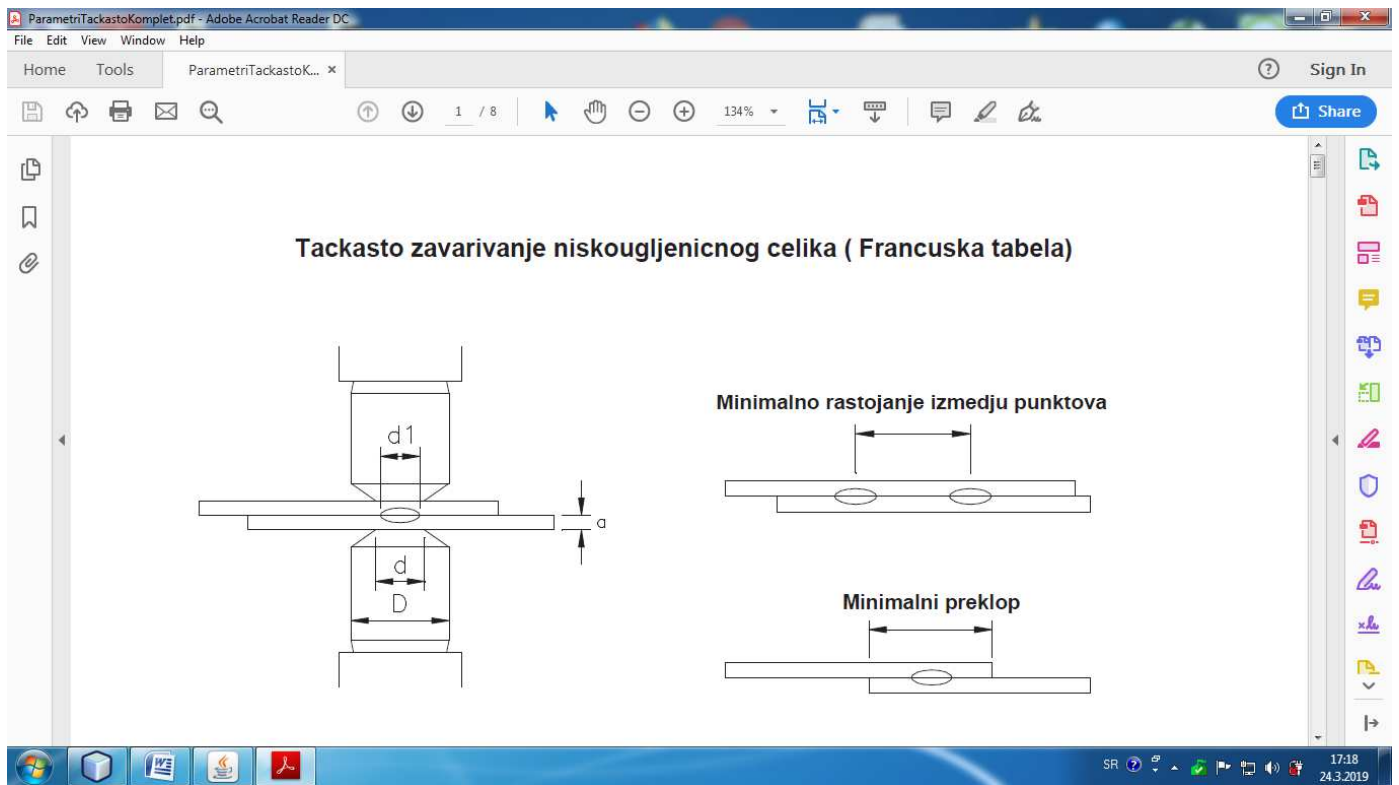 ParametriTackastoKomplet.pdf - Adobe Acrobat Reader DC
File Edit View Window Help
Home Tools ParametriTackastoK... ×
Sign In
1 / 8
134%
Share
Tackasto zavarivanje niskougljenicnog celika ( Francuska tabela)
d1
a
d
D
Minimalno rastojanje izmedju punktova
Minimalni preklop
SR
17:18
24.3.2019